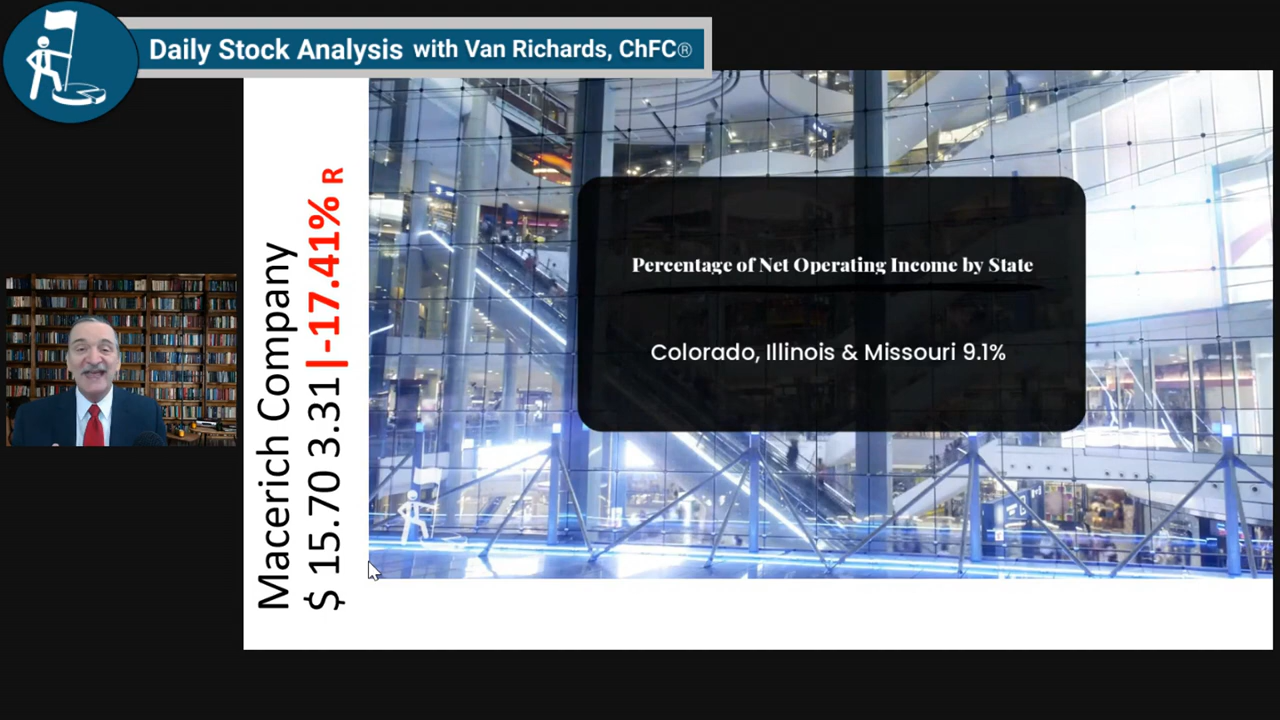 Daily Stock Analysis with Van Richards, ChFC®
Macerich Company
$ 15.70 3.31 |-17.41% R
Percentage of Net Operating Income by State
Colorado, Illinois & Missouri 9.1%